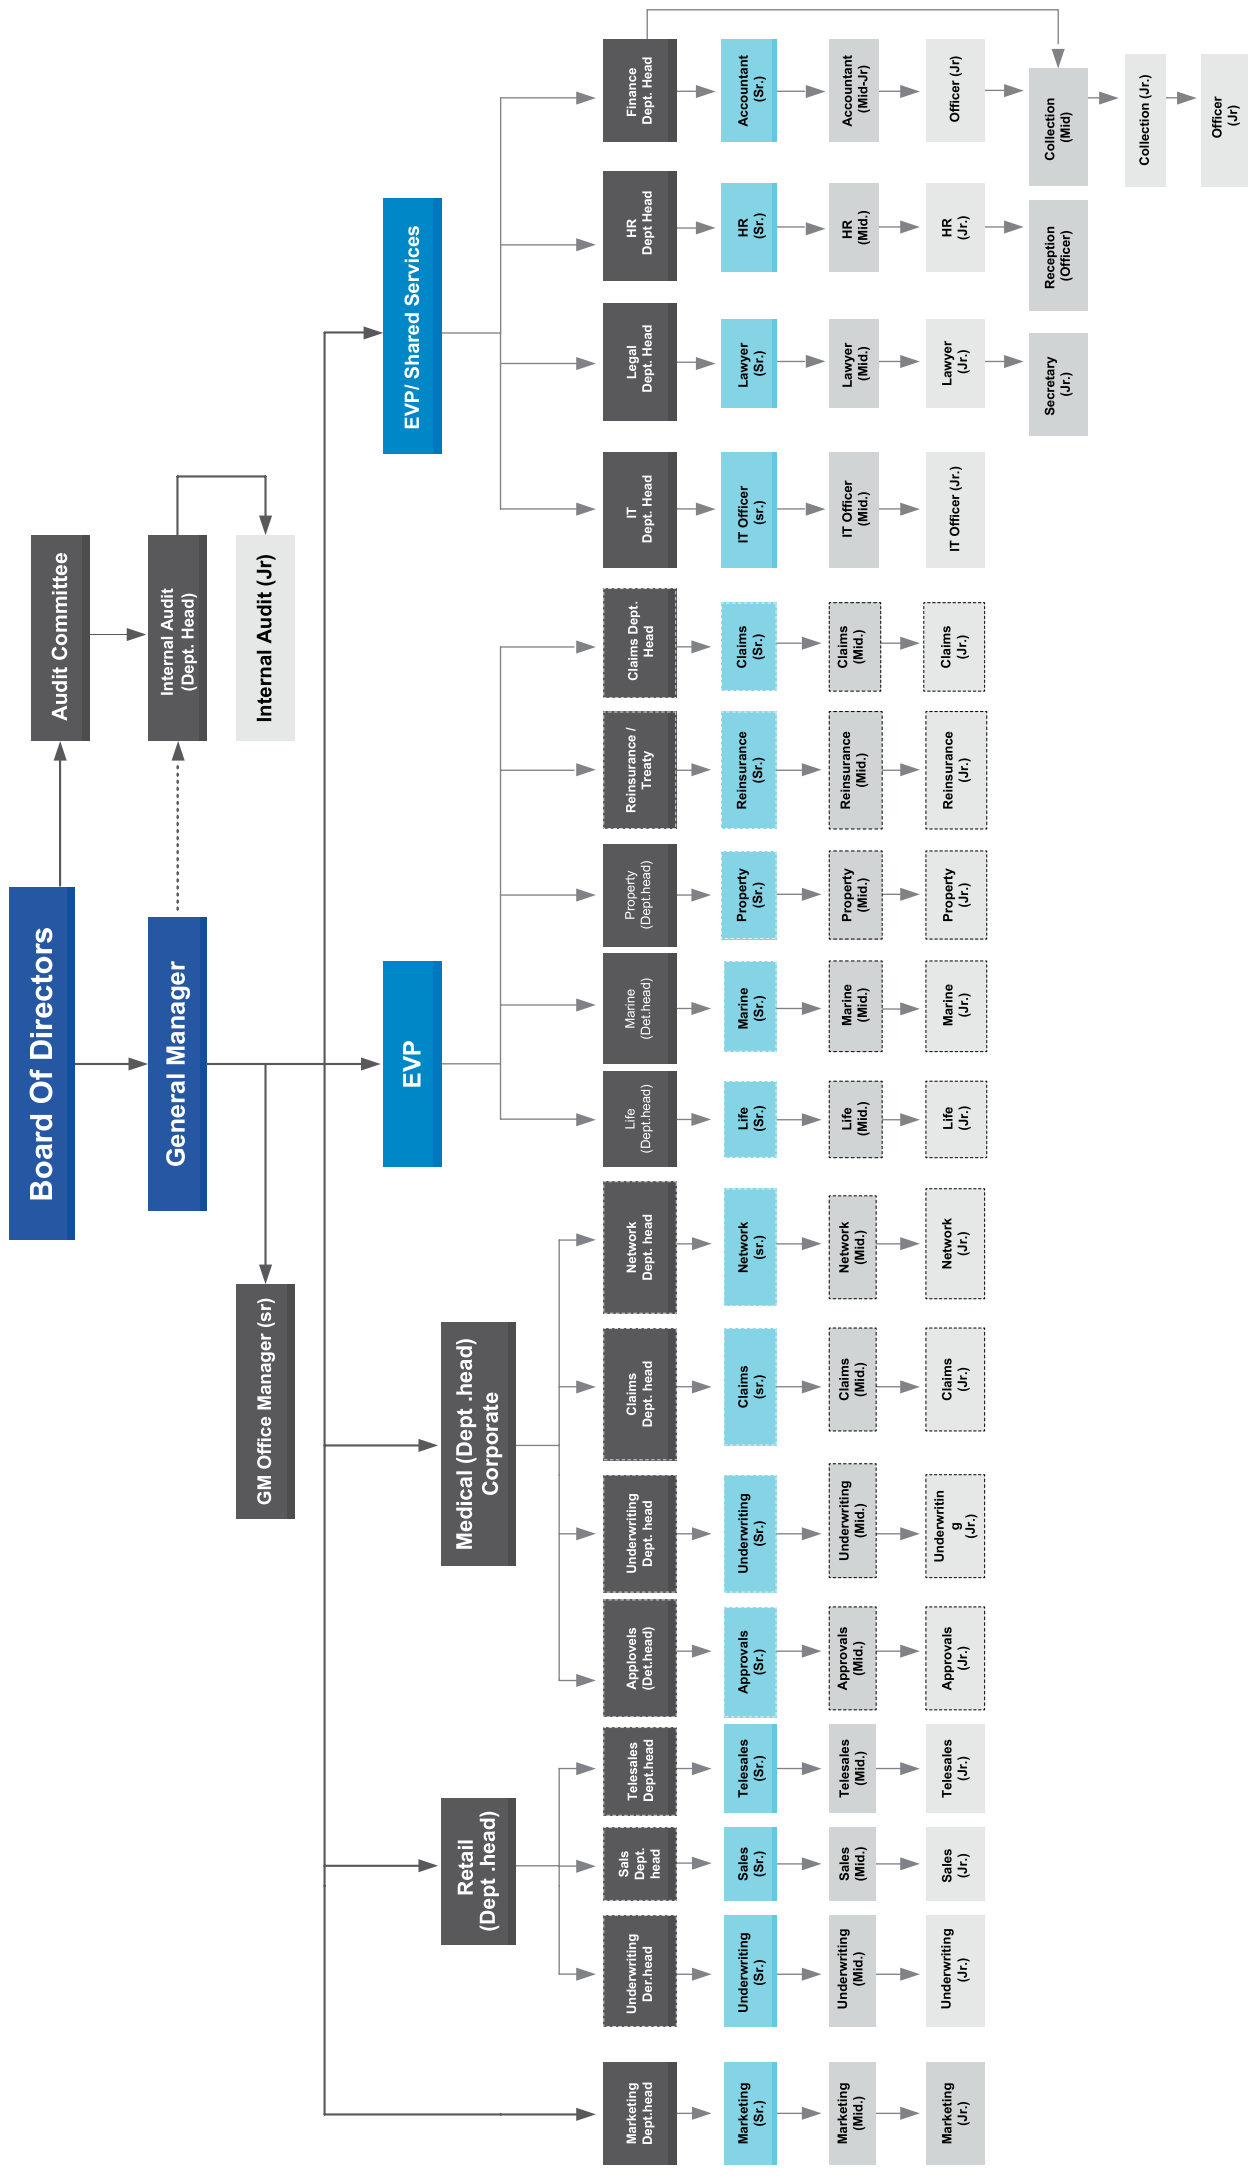 Board Of Directors
General Manager
Audit Committee
Internal Audit
(Dept. Head)
Internal Audit (Jr)
GM Office Manager (sr)
Marketing
Dept.head
Marketing
(Sr.)
Marketing
(Mid.)
Marketing
(Jr.)
Retail
(Dept .head)
Underwriting
Der.head
Underwriting
(Sr.)
Underwriting
(Mid.)
Underwriting
(Jr.)
Sals
Dept.
head
Sales
(Sr.)
Sales
(Mid.)
Sales
(Jr.)
Telesales
Dept.head
Telesales
(Sr.)
Telesales
(Mid.)
Telesales
(Jr.)
Medical (Dept .head)
Corporate
Applovels
(Det.head)
Approvals
(Sr.)
Approvals
(Mid.)
Approvals
(Jr.)
Underwriting
Dept. head
Underwriting
(Sr.)
Underwriting
(Mid.)
Underwritin
g
(Jr.)
Claims
Dept. head
Claims
(sr.)
Claims
(Mid.)
Claims
(Jr.)
Network
Dept. head
Network
(sr.)
Network
(Mid.)
Network
(Jr.)
EVP
Life
(Dept.head)
Life
(Sr.)
Life
(Mid.)
Life
(Jr.)
Marine
(Det.head)
Marine
(Sr.)
Marine
(Mid.)
Marine
(Jr.)
Property
(Dept.head)
Property
(Sr.)
Property
(Mid.)
Property
(Jr.)
Reinsurance /
Treaty
Reinsurance
(Sr.)
Reinsurance
(Mid.)
Reinsurance
(Jr.)
Claims Dept.
Head
Claims
(Sr.)
Claims
(Mid.)
Claims
(Jr.)
EVP/ Shared Services
IT
Dept. Head
IT Officer
(sr.)
IT Officer
(Mid.)
IT Officer (Jr.)
Legal
Dept. Head
Lawyer
(Sr.)
Lawyer
(Mid.)
Lawyer
(Jr.)
Secretary
(Jr.)
HR
Dept Head
HR
(Sr.)
HR
(Mid.)
HR
(Jr.)
Reception
(Officer)
Finance
Dept. Head
Accountant
(Sr.)
Accountant
(Mid-Jr)
Officer (Jr)
Collection
(Mid)
Collection (Jr.)
Officer
(Jr)